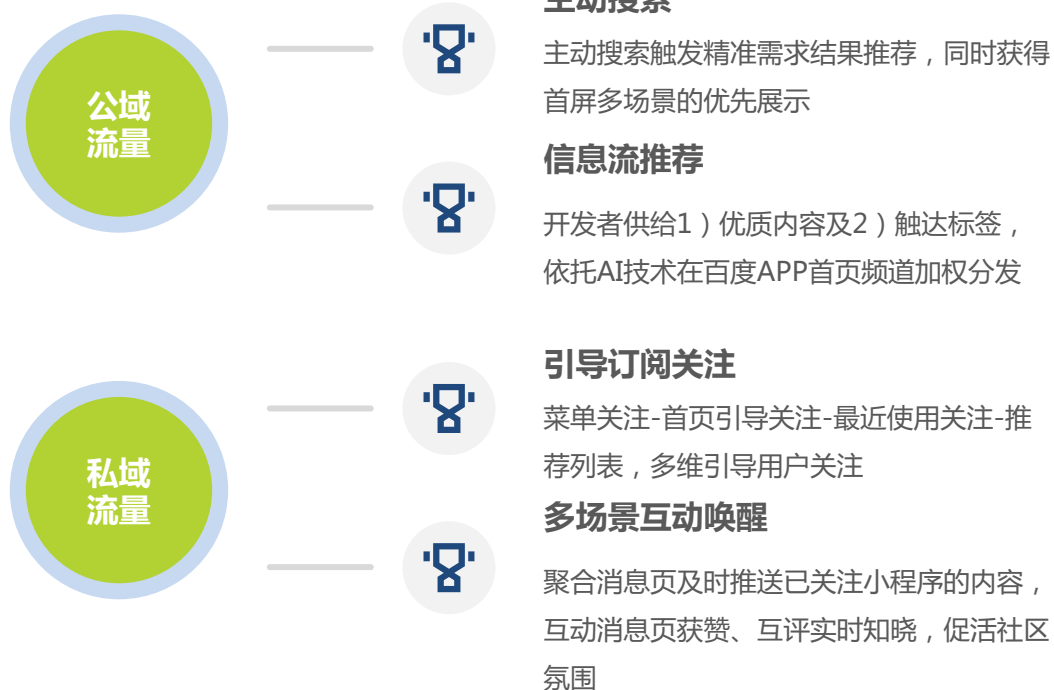 公域
流量
主动搜索
主动搜索触发精准需求结果推荐，同时获得
首屏多场景的优先展示
信息流推荐
开发者供给1）优质内容及2）触达标签，
依托AI技术在百度APP首页频道加权分发
私域
流量
引导订阅关注
菜单关注-首页引导关注-最近使用关注-推
荐列表，多维引导用户关注
多场景互动唤醒
聚合消息页及时推送已关注小程序的内容，
互动消息页获赞、互评实时知晓，促活社区
氛围